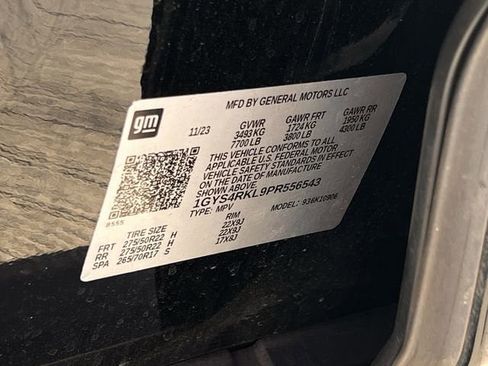 gm
MFD BY GENERAL MOTORS LLC
11/23 GVWR GAWR FRT GAWR RR
3493 KG 1724 KG 1950 KG
7700 LB 3800 LB 4300 LB
THIS VEHICLE CONFORMS TO ALL
APPLICABLE U.S. FEDERAL MOTOR
VEHICLE SAFETY STANDARDS IN EFFECT
ON THE DATE OF MANUFACTURE
SHOWN ABOVE.
1GYS4RKL9PR556543
TYPE: MPV MODEL: 936K10906
#555
TIRE SIZE RIM
FRT 275/50R22 H 22X9J
RR 275/50R22 H 22X9J
SPA 265/70R17 S 17X8J